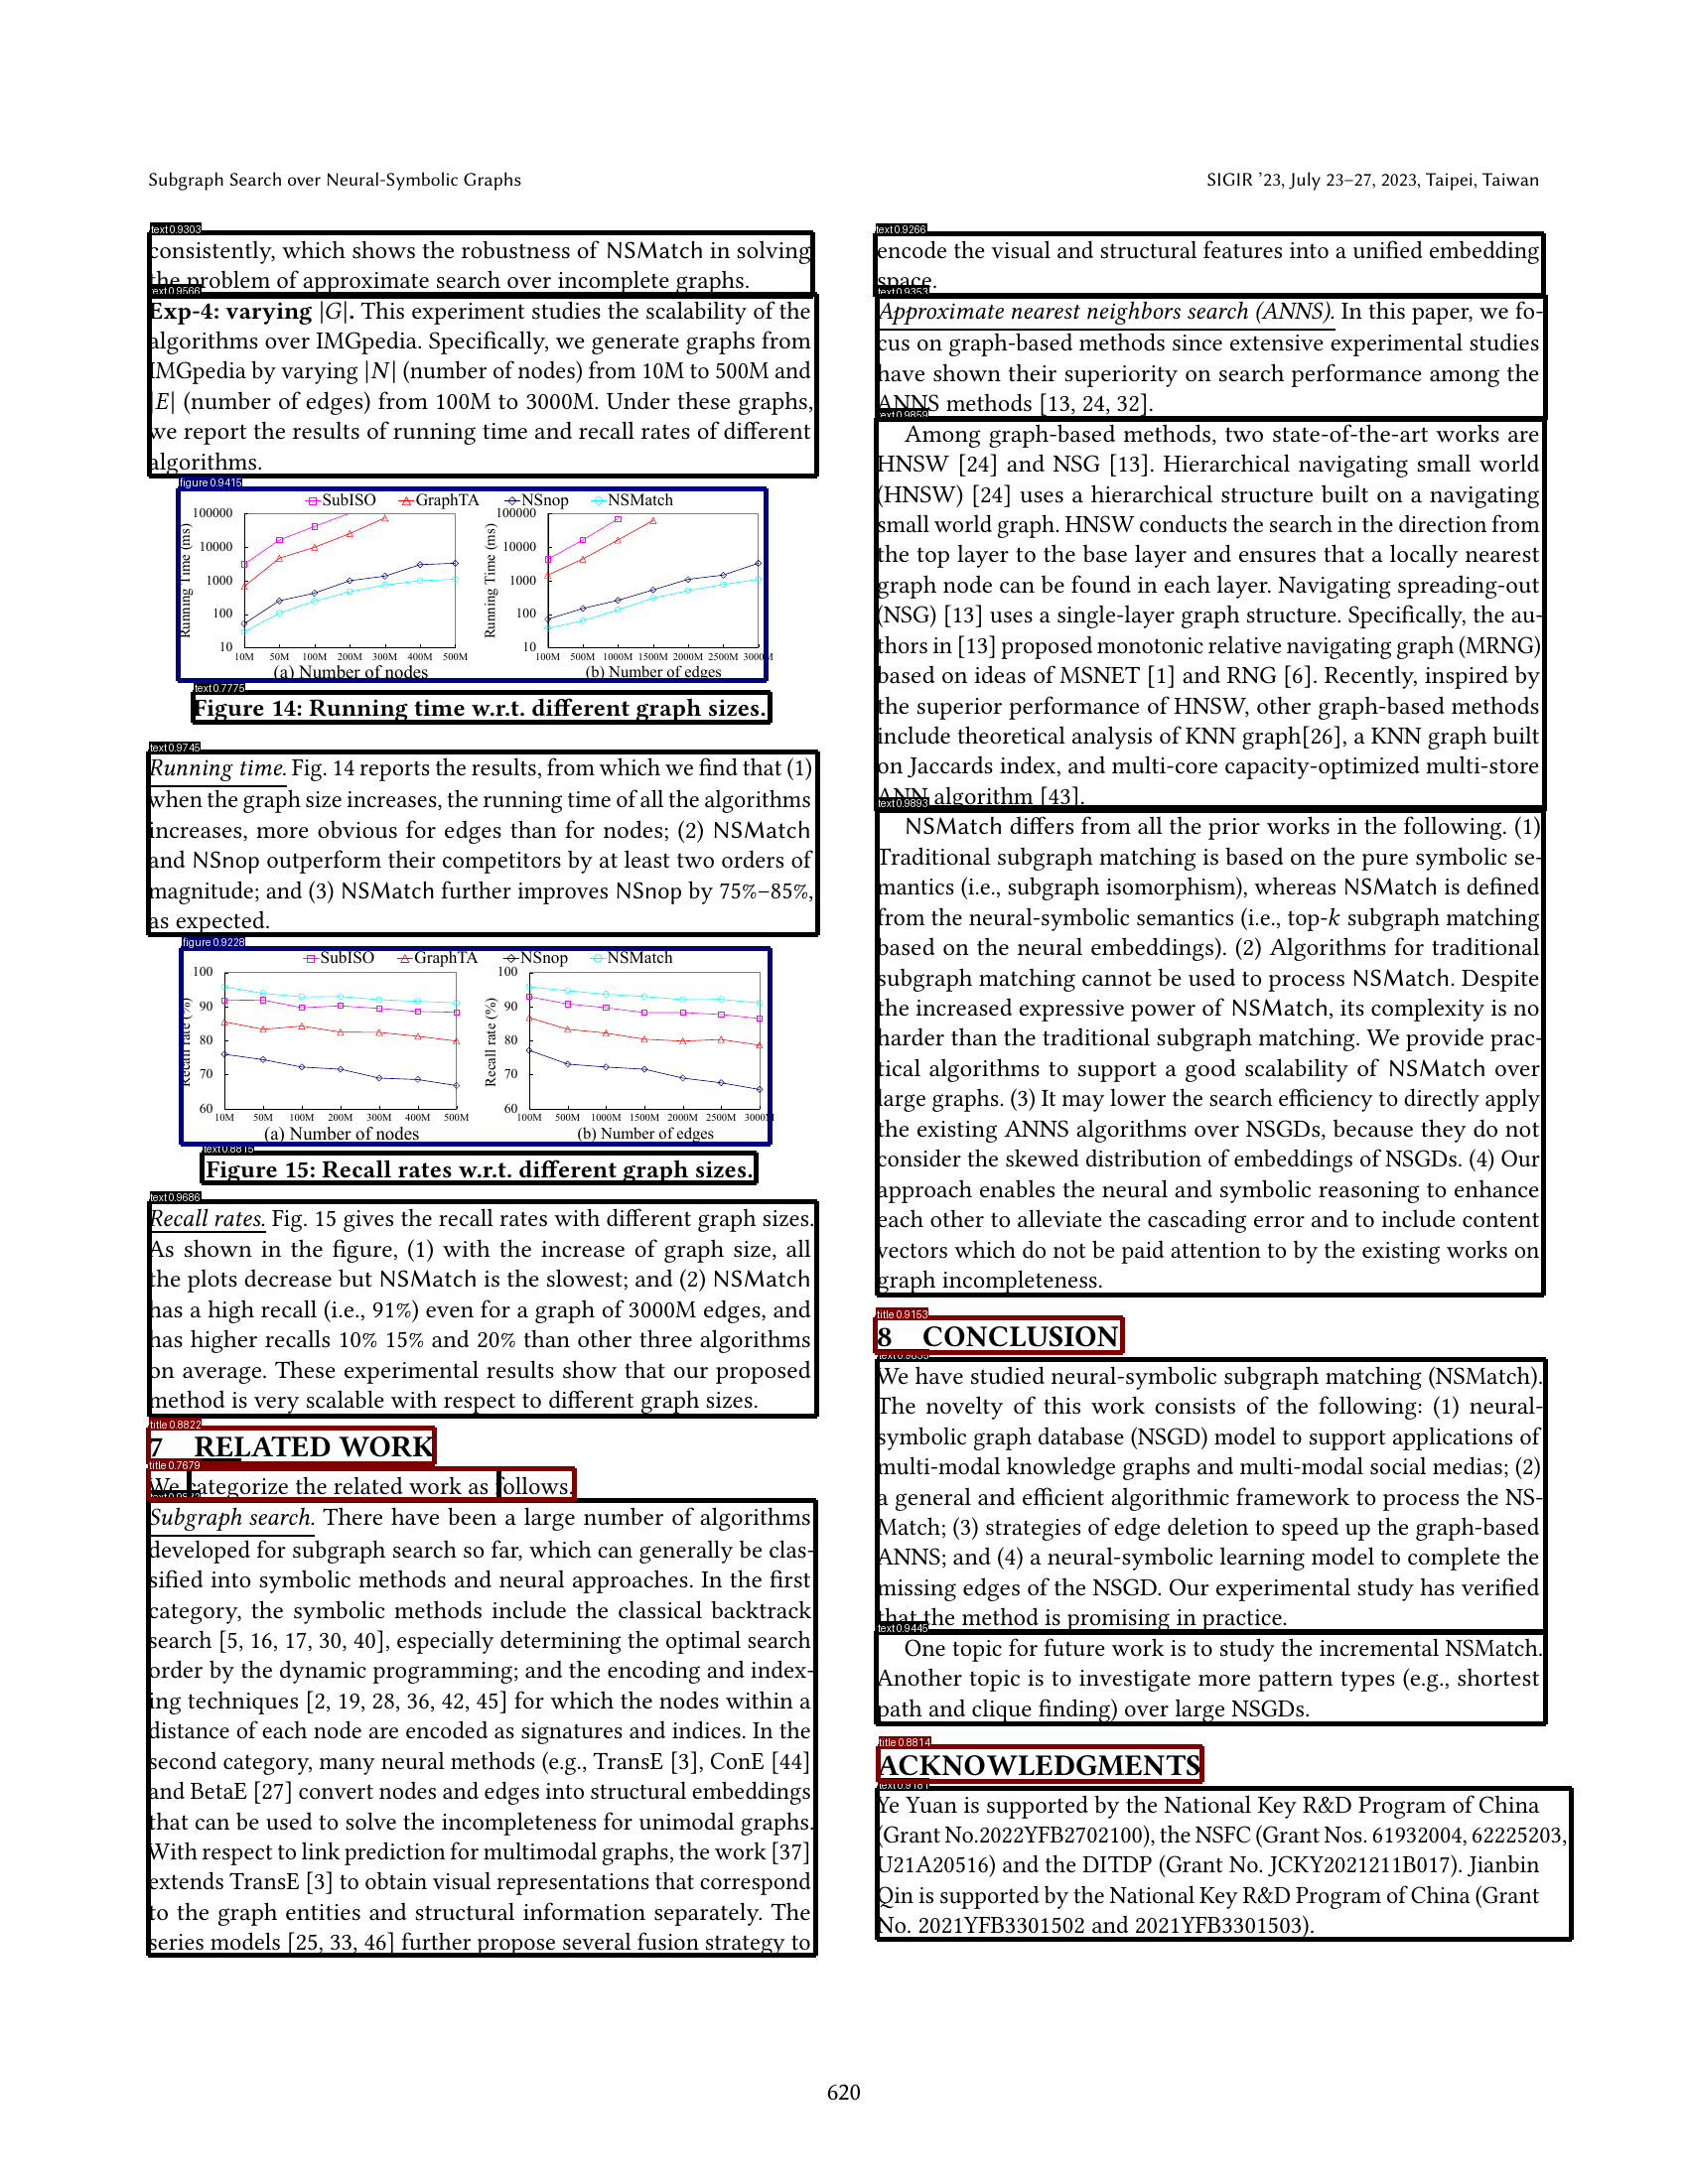 Subgraph Search over Neural-Symbolic Graphs
SIGIR ’23, July 23–27, 2023, Taipei, Taiwan
text 0.9303
consistently, which shows the robustness of NSMatch in solving
the problem of approximate search over incomplete graphs.
text 0.9566
Exp-4: varying |G|. This experiment studies the scalability of the
algorithms over IMGpedia. Specifically, we generate graphs from
IMGpedia by varying |N| (number of nodes) from 10M to 500M and
|E| (number of edges) from 100M to 3000M. Under these graphs,
we report the results of running time and recall rates of different
algorithms.
figure 0.9415
SubISO GraphTA NSnop NSMatch
Running Time (ms)
100000
10000
1000
100
10
10M 50M 100M 200M 300M 400M 500M
(a) Number of nodes
Running Time (ms)
100000
10000
1000
100
10
100M 500M 1000M 1500M 2000M 2500M 3000M
(b) Number of edges
text 0.7775
Figure 14: Running time w.r.t. different graph sizes.
text 0.9745
Running time. Fig. 14 reports the results, from which we find that (1)
when the graph size increases, the running time of all the algorithms
increases, more obvious for edges than for nodes; (2) NSMatch
and NSnop outperform their competitors by at least two orders of
magnitude; and (3) NSMatch further improves NSnop by 75%–85%,
as expected.
figure 0.9228
SubISO GraphTA NSnop NSMatch
Recall rate (%)
100
90
80
70
60
10M 50M 100M 200M 300M 400M 500M
(a) Number of nodes
Recall rate (%)
100
90
80
70
60
100M 500M 1000M 1500M 2000M 2500M 3000M
(b) Number of edges
text 0.8815
Figure 15: Recall rates w.r.t. different graph sizes.
text 0.9686
Recall rates. Fig. 15 gives the recall rates with different graph sizes.
As shown in the figure, (1) with the increase of graph size, all
the plots decrease but NSMatch is the slowest; and (2) NSMatch
has a high recall (i.e., 91%) even for a graph of 3000M edges, and
has higher recalls 10% 15% and 20% than other three algorithms
on average. These experimental results show that our proposed
method is very scalable with respect to different graph sizes.
title 0.8822
7 RELATED WORK
title 0.7679
We categorize the related work as follows.
Subgraph search. There have been a large number of algorithms
developed for subgraph search so far, which can generally be clas-
sified into symbolic methods and neural approaches. In the first
category, the symbolic methods include the classical backtrack
search [5, 16, 17, 30, 40], especially determining the optimal search
order by the dynamic programming; and the encoding and index-
ing techniques [2, 19, 28, 36, 42, 45] for which the nodes within a
distance of each node are encoded as signatures and indices. In the
second category, many neural methods (e.g., TransE [3], ConE [44]
and BetaE [27] convert nodes and edges into structural embeddings
that can be used to solve the incompleteness for unimodal graphs.
With respect to link prediction for multimodal graphs, the work [37]
extends TransE [3] to obtain visual representations that correspond
to the graph entities and structural information separately. The
series models [25, 33, 46] further propose several fusion strategy to
text 0.9266
encode the visual and structural features into a unified embedding
space.
text 0.9353
Approximate nearest neighbors search (ANNS). In this paper, we fo-
cus on graph-based methods since extensive experimental studies
have shown their superiority on search performance among the
ANNS methods [13, 24, 32].
text 0.9859
Among graph-based methods, two state-of-the-art works are
HNSW [24] and NSG [13]. Hierarchical navigating small world
(HNSW) [24] uses a hierarchical structure built on a navigating
small world graph. HNSW conducts the search in the direction from
the top layer to the base layer and ensures that a locally nearest
graph node can be found in each layer. Navigating spreading-out
(NSG) [13] uses a single-layer graph structure. Specifically, the au-
thors in [13] proposed monotonic relative navigating graph (MRNG)
based on ideas of MSNET [1] and RNG [6]. Recently, inspired by
the superior performance of HNSW, other graph-based methods
include theoretical analysis of KNN graph[26], a KNN graph built
on Jaccards index, and multi-core capacity-optimized multi-store
ANN algorithm [43].
text 0.9893
NSMatch differs from all the prior works in the following. (1)
Traditional subgraph matching is based on the pure symbolic se-
mantics (i.e., subgraph isomorphism), whereas NSMatch is defined
from the neural-symbolic semantics (i.e., top-k subgraph matching
based on the neural embeddings). (2) Algorithms for traditional
subgraph matching cannot be used to process NSMatch. Despite
the increased expressive power of NSMatch, its complexity is no
harder than the traditional subgraph matching. We provide prac-
tical algorithms to support a good scalability of NSMatch over
large graphs. (3) It may lower the search efficiency to directly apply
the existing ANNS algorithms over NSGDs, because they do not
consider the skewed distribution of embeddings of NSGDs. (4) Our
approach enables the neural and symbolic reasoning to enhance
each other to alleviate the cascading error and to include content
vectors which do not be paid attention to by the existing works on
graph incompleteness.
title 0.9153
8 CONCLUSION
We have studied neural-symbolic subgraph matching (NSMatch).
The novelty of this work consists of the following: (1) neural-
symbolic graph database (NSGD) model to support applications of
multi-modal knowledge graphs and multi-modal social medias; (2)
a general and efficient algorithmic framework to process the NS-
Match; (3) strategies of edge deletion to speed up the graph-based
ANNS; and (4) a neural-symbolic learning model to complete the
missing edges of the NSGD. Our experimental study has verified
that the method is promising in practice.
text 0.9445
One topic for future work is to study the incremental NSMatch.
Another topic is to investigate more pattern types (e.g., shortest
path and clique finding) over large NSGDs.
title 0.8814
ACKNOWLEDGMENTS
text 0.9181
Ye Yuan is supported by the National Key R&D Program of China
(Grant No.2022YFB2702100), the NSFC (Grant Nos. 61932004, 62225203,
U21A20516) and the DITDP (Grant No. JCKY2021211B017). Jianbin
Qin is supported by the National Key R&D Program of China (Grant
No. 2021YFB3301502 and 2021YFB3301503).
620